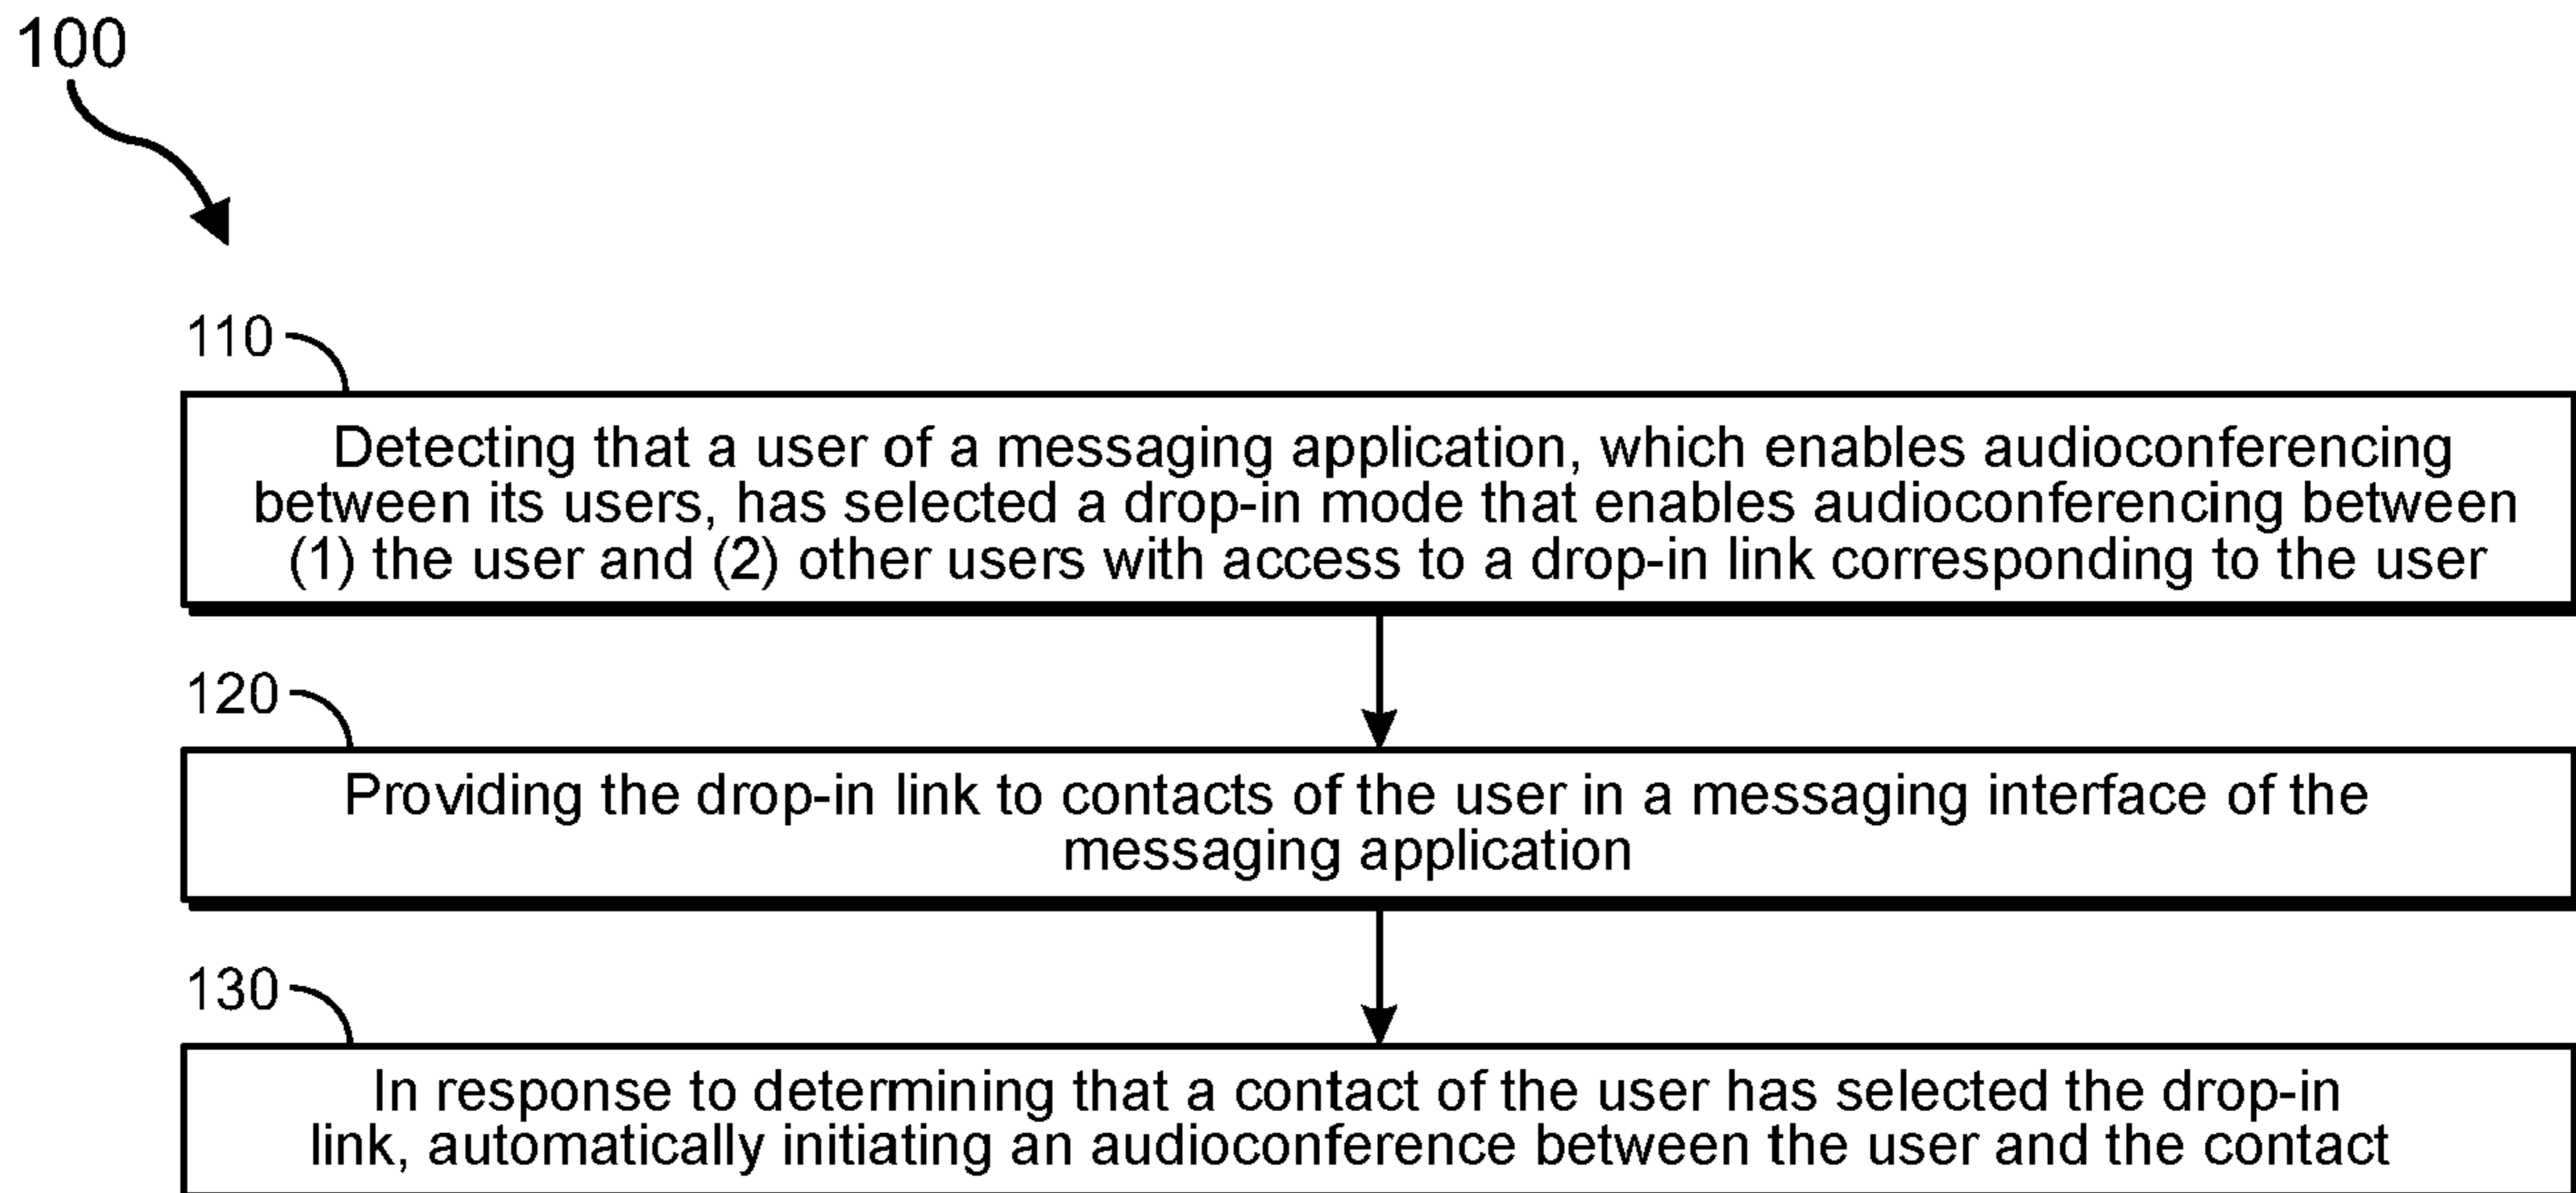 100
110
Detecting that a user of a messaging application, which enables audioconferencing
between its users, has selected a drop-in mode that enables audioconferencing between
(1) the user and (2) other users with access to a drop-in link corresponding to the user
120
Providing the drop-in link to contacts of the user in a messaging interface of the
messaging application
130
In response to determining that a contact of the user has selected the drop-in
link, automatically initiating an audioconference between the user and the contact